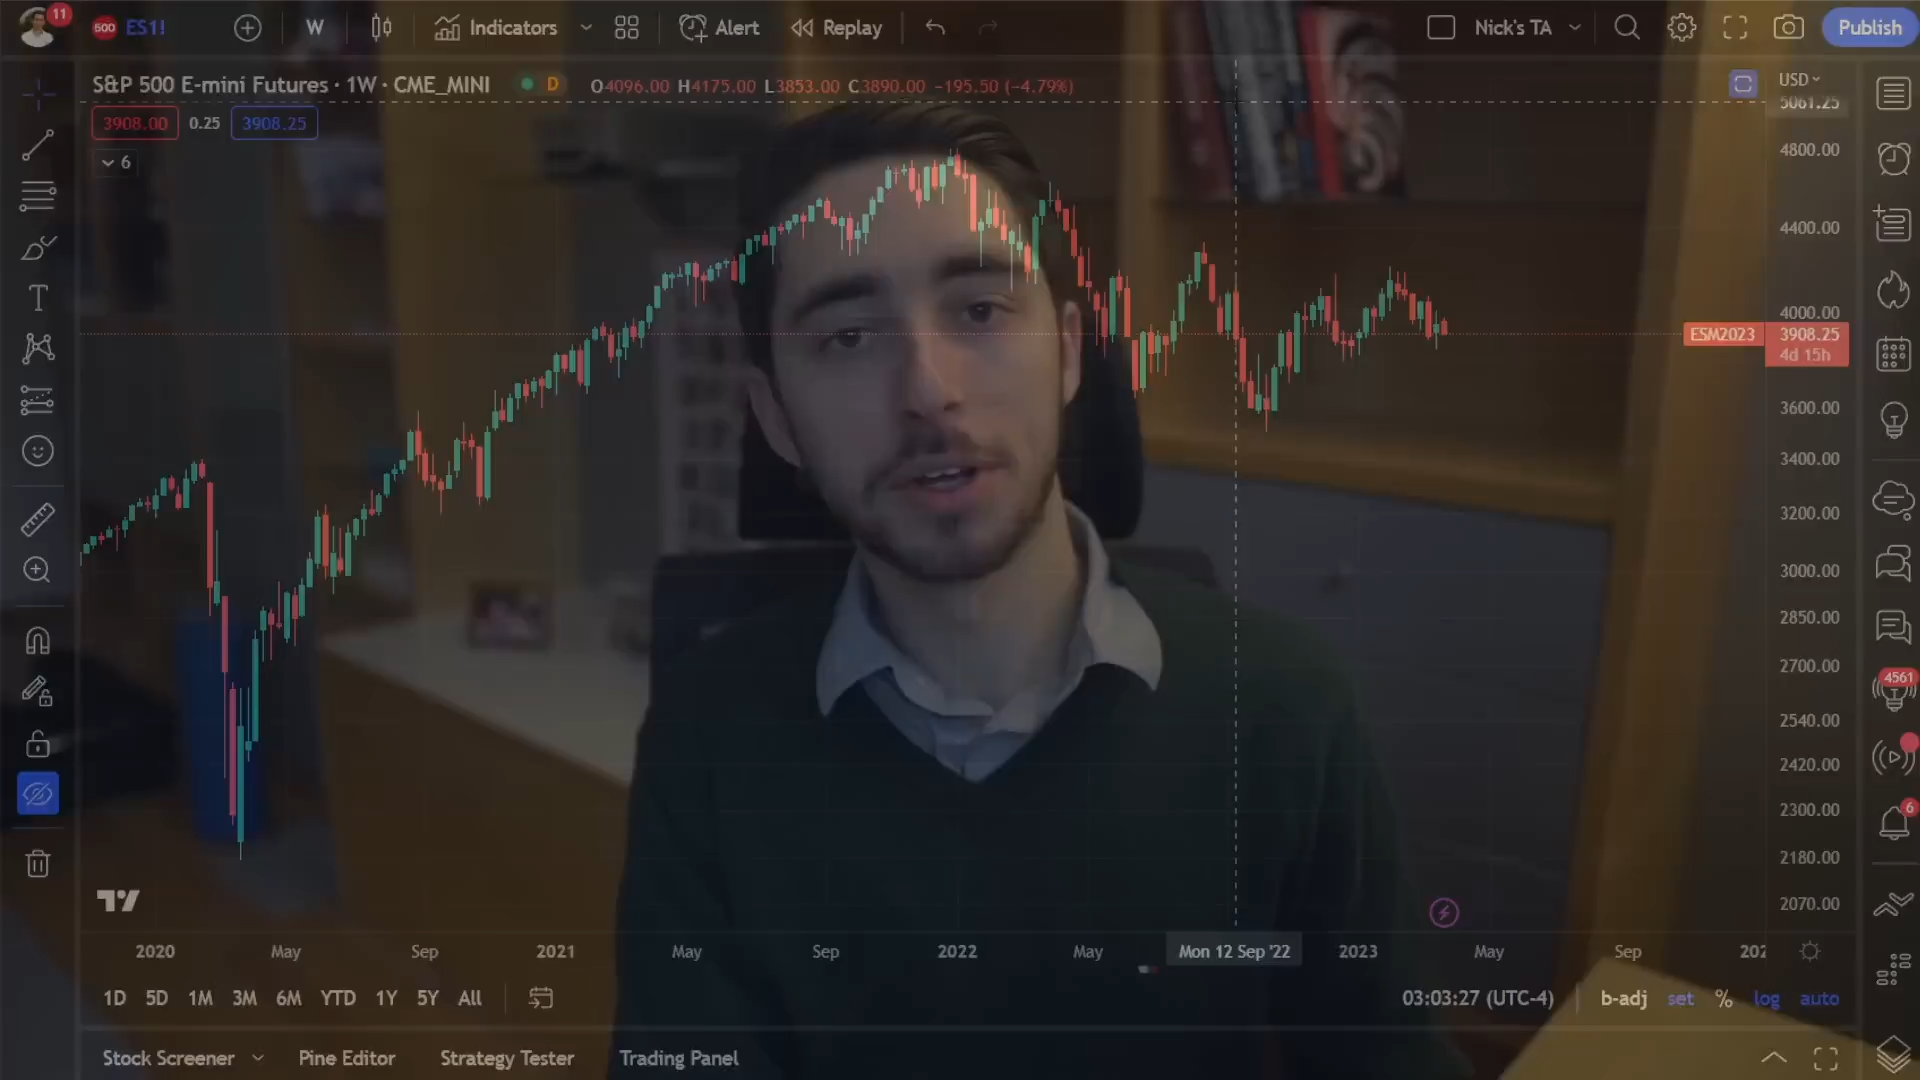 11
500 ES1! W Indicators Alert Replay Nick's TA Publish
S&P 500 E-mini Futures · 1W · CME_MINI D O4096.00 H4175.00 L3853.00 C3890.00 −195.50 (−4.79%) USD
5061.25
3908.00 0.25 3908.25
6
4800.00
4400.00
4000.00
ESM2023 3908.25
4d 15h
3600.00
3400.00
3200.00
3000.00
2850.00
2700.00
4561
2540.00
2420.00
2300.00
6
2180.00
2070.00
2020 May Sep 2021 May Sep 2022 May Mon 12 Sep '22 2023 May Sep 202
1D 5D 1M 3M 6M YTD 1Y 5Y All 03:03:27 (UTC-4) b-adj set % log auto
Stock Screener Pine Editor Strategy Tester Trading Panel